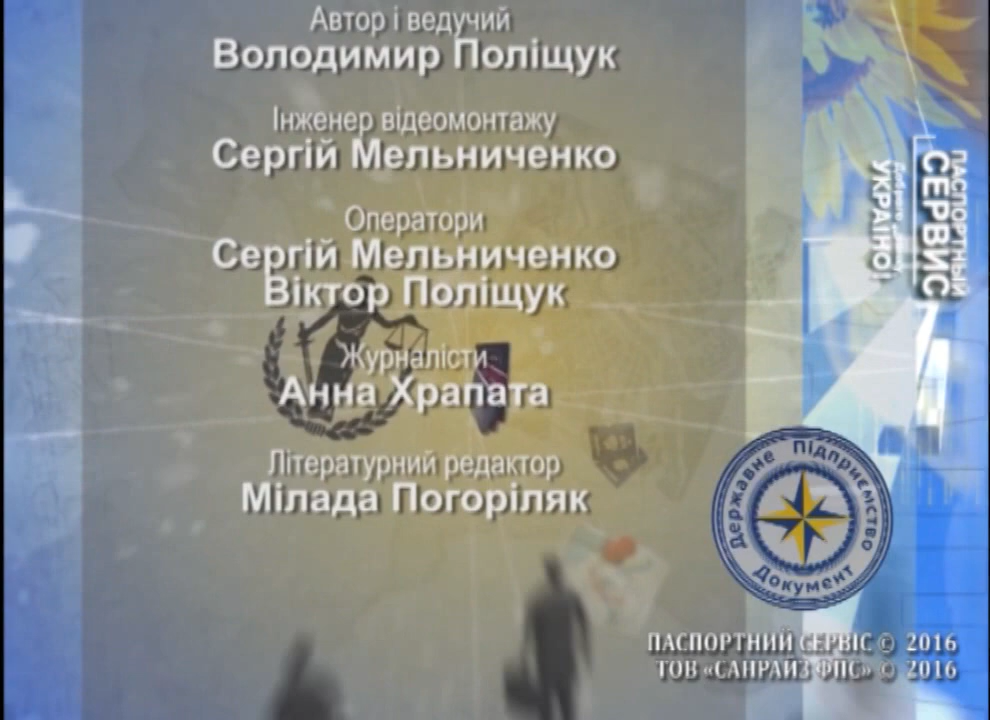 Автор і ведучий
Володимир Поліщук
Інженер відеомонтажу
Сергій Мельниченко
Оператори
Сергій Мельниченко
Віктор Поліщук
Журналісти
Анна Храпата
Літературний редактор
Мілада Погоріляк
ПАСПОРТНЫЙ
СЕРВИС
УКРАЇНО!
Державне Підприємство
Документ
ПАСПОРТНИЙ СЕРВІС © 2016
ТОВ «САНРАЙЗ ФПС» © 2016